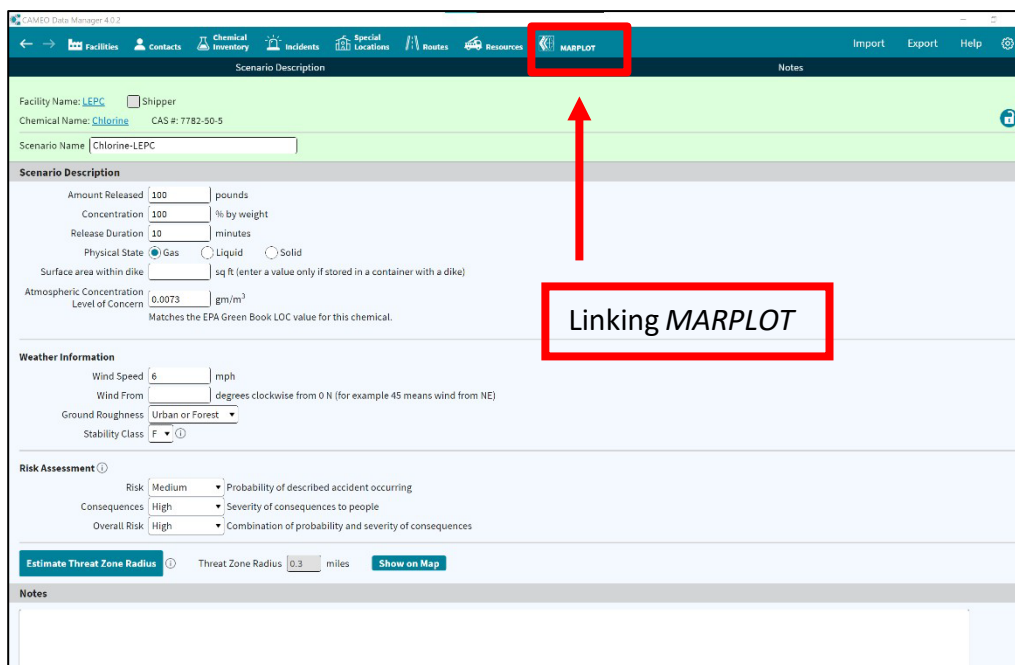 CAMEO Data Manager 4.0.2
Facilities Contacts Chemical Inventory Incidents Special Locations Routes Resources MARPLOT Import Export Help
Scenario Description Notes
Facility Name: LEPC Shipper
Chemical Name: Chlorine CAS #: 7782-50-5
Scenario Name Chlorine-LEPC
Scenario Description
Amount Released 100 pounds
Concentration 100 % by weight
Release Duration 10 minutes
Physical State Gas Liquid Solid
Surface area within dike sq ft (enter a value only if stored in a container with a dike)
Atmospheric Concentration Level of Concern 0.0073 gm/m³
Matches the EPA Green Book LOC value for this chemical.
Linking MARPLOT
Weather Information
Wind Speed 6 mph
Wind From degrees clockwise from 0 N (for example 45 means wind from NE)
Ground Roughness Urban or Forest
Stability Class F
Risk Assessment
Risk Medium Probability of described accident occurring
Consequences High Severity of consequences to people
Overall Risk High Combination of probability and severity of consequences
Estimate Threat Zone Radius Threat Zone Radius 0.3 miles Show on Map
Notes